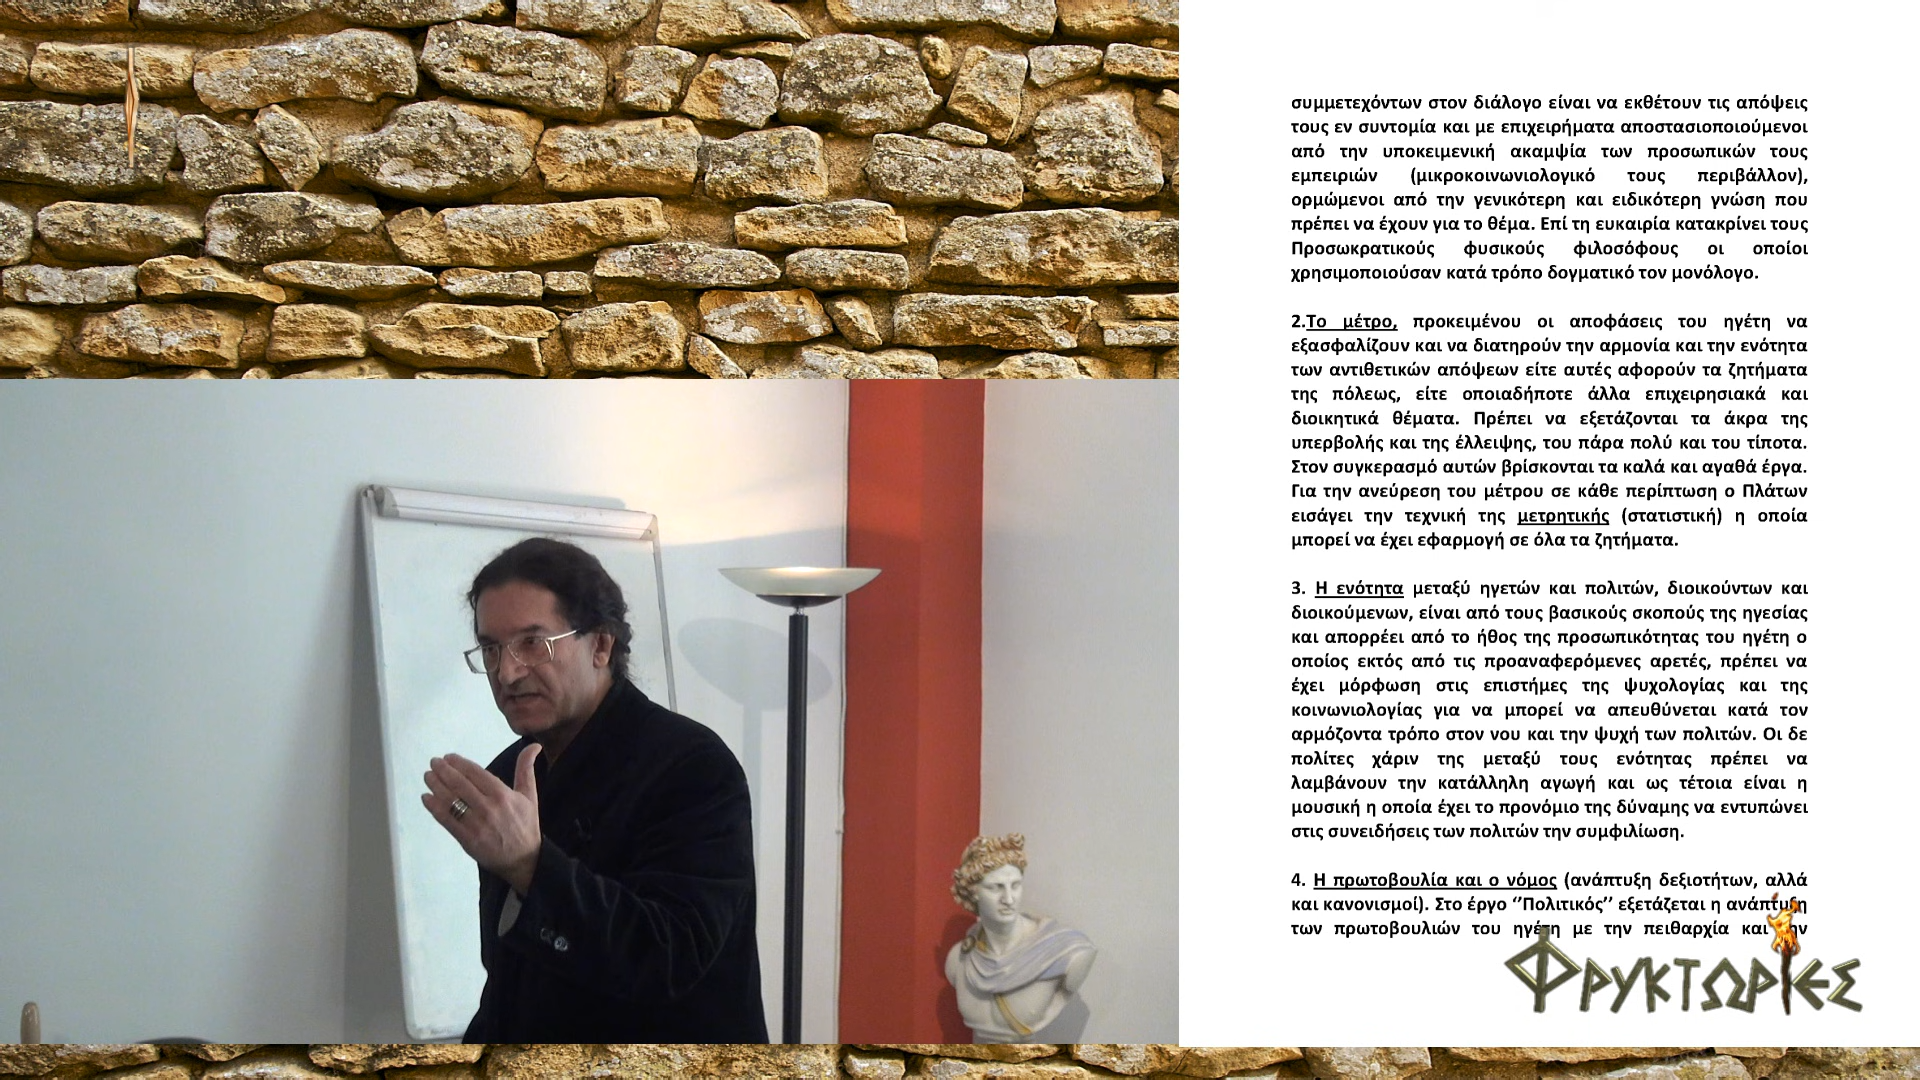 συμμετεχόντων στον διάλογο είναι να εκθέτουν τις απόψεις
τους εν συντομία και με επιχειρήματα αποστασιοποιούμενοι
από την υποκειμενική ακαμψία των προσωπικών τους
εμπειριών (μικροκοινωνιολογικό τους περιβάλλον),
ορμώμενοι από την γενικότερη και ειδικότερη γνώση που
πρέπει να έχουν για το θέμα. Επί τη ευκαιρία κατακρίνει τους
Προσωκρατικούς φυσικούς φιλοσόφους οι οποίοι
χρησιμοποιούσαν κατά τρόπο δογματικό τον μονόλογο.
2.Το μέτρο, προκειμένου οι αποφάσεις του ηγέτη να
εξασφαλίζουν και να διατηρούν την αρμονία και την ενότητα
των αντιθετικών απόψεων είτε αυτές αφορούν τα ζητήματα
της πόλεως, είτε οποιαδήποτε άλλα επιχειρησιακά και
διοικητικά θέματα. Πρέπει να εξετάζονται τα άκρα της
υπερβολής και της έλλειψης, του πάρα πολύ και του τίποτα.
Στον συγκερασμό αυτών βρίσκονται τα καλά και αγαθά έργα.
Για την ανεύρεση του μέτρου σε κάθε περίπτωση ο Πλάτων
εισάγει την τεχνική της μετρητικής (στατιστική) η οποία
μπορεί να έχει εφαρμογή σε όλα τα ζητήματα.
3. Η ενότητα μεταξύ ηγετών και πολιτών, διοικούντων και
διοικούμενων, είναι από τους βασικούς σκοπούς της ηγεσίας
και απορρέει από το ήθος της προσωπικότητας του ηγέτη ο
οποίος εκτός από τις προαναφερόμενες αρετές, πρέπει να
έχει μόρφωση στις επιστήμες της ψυχολογίας και της
κοινωνιολογίας για να μπορεί να απευθύνεται κατά τον
αρμόζοντα τρόπο στον νου και την ψυχή των πολιτών. Οι δε
πολίτες χάριν της μεταξύ τους ενότητας πρέπει να
λαμβάνουν την κατάλληλη αγωγή και ως τέτοια είναι η
μουσική η οποία έχει το προνόμιο της δύναμης να εντυπώνει
στις συνειδήσεις των πολιτών την συμφιλίωση.
4. Η πρωτοβουλία και ο νόμος (ανάπτυξη δεξιοτήτων, αλλά
και κανονισμοί). Στο έργο ‘’Πολιτικός’’ εξετάζεται η ανάπτυξη
των πρωτοβουλιών του ηγέτη με την πειθαρχία και την
ΦΡΥΚΤΩΡΙΕΣ